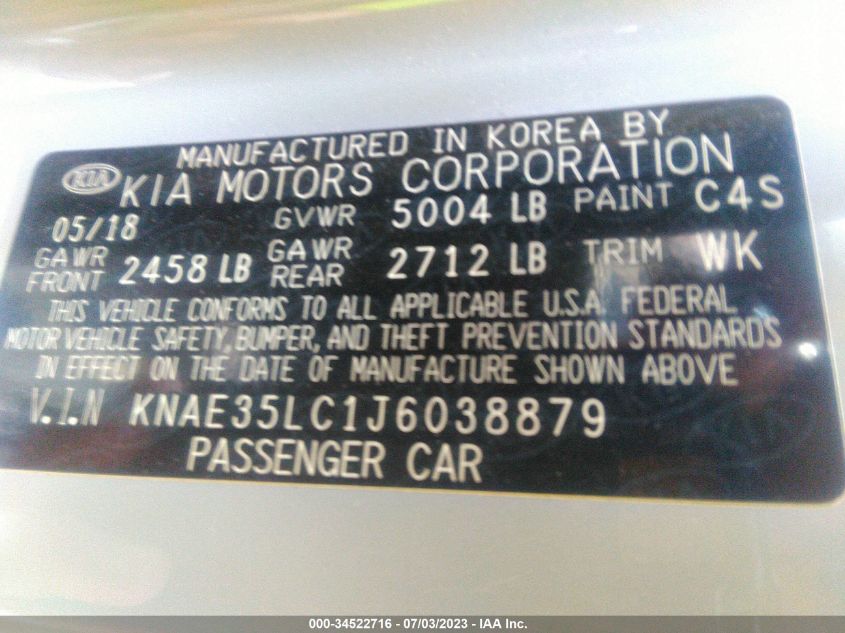 MANUFACTURED IN KOREA BY
KIA KIA MOTORS CORPORATION
05/18 GVWR 5004 LB PAINT C4S
GAWR FRONT 2458 LB GAWR REAR 2712 LB TRIM WK
THIS VEHICLE CONFORMS TO ALL APPLICABLE U.S.A. FEDERAL
MOTOR VEHICLE SAFETY, BUMPER, AND THEFT PREVENTION STANDARDS
IN EFFECT ON THE DATE OF MANUFACTURE SHOWN ABOVE
V.I.N KNAE35LC1J6038879
PASSENGER CAR
000-34522716 - 07/03/2023 - IAA Inc.